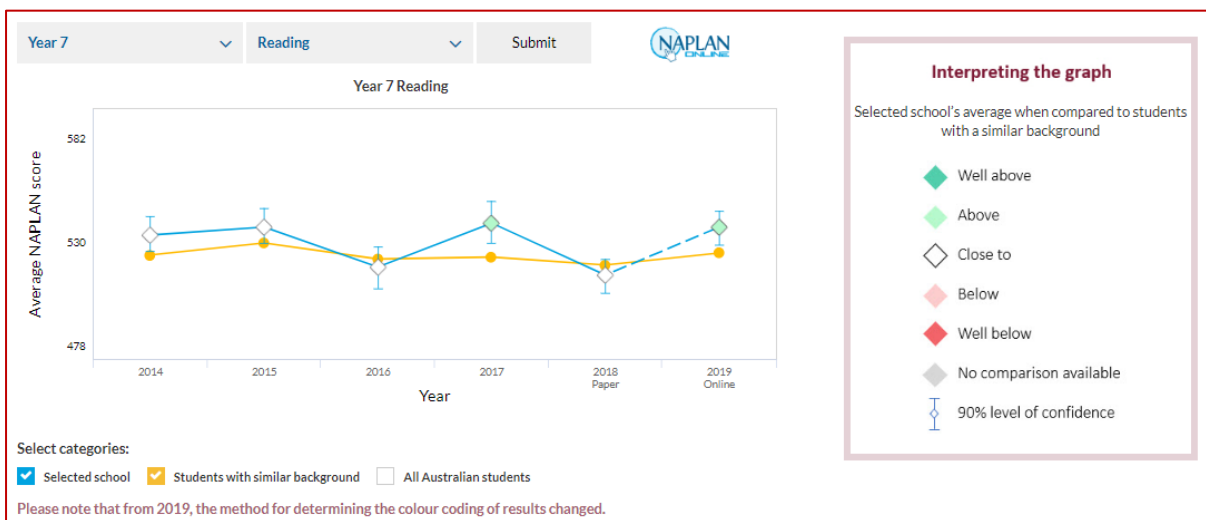 Year 7
Reading
Submit
NAPLAN
ONLINE
Year 7 Reading
Average NAPLAN score
582
530
478
2014
2015
2016
2017
2018
Paper
2019
Online
Year
Select categories:
Selected school
Students with similar background
All Australian students
Please note that from 2019, the method for determining the colour coding of results changed.
Interpreting the graph
Selected school's average when compared to students
with a similar background
Well above
Above
Close to
Below
Well below
No comparison available
90% level of confidence